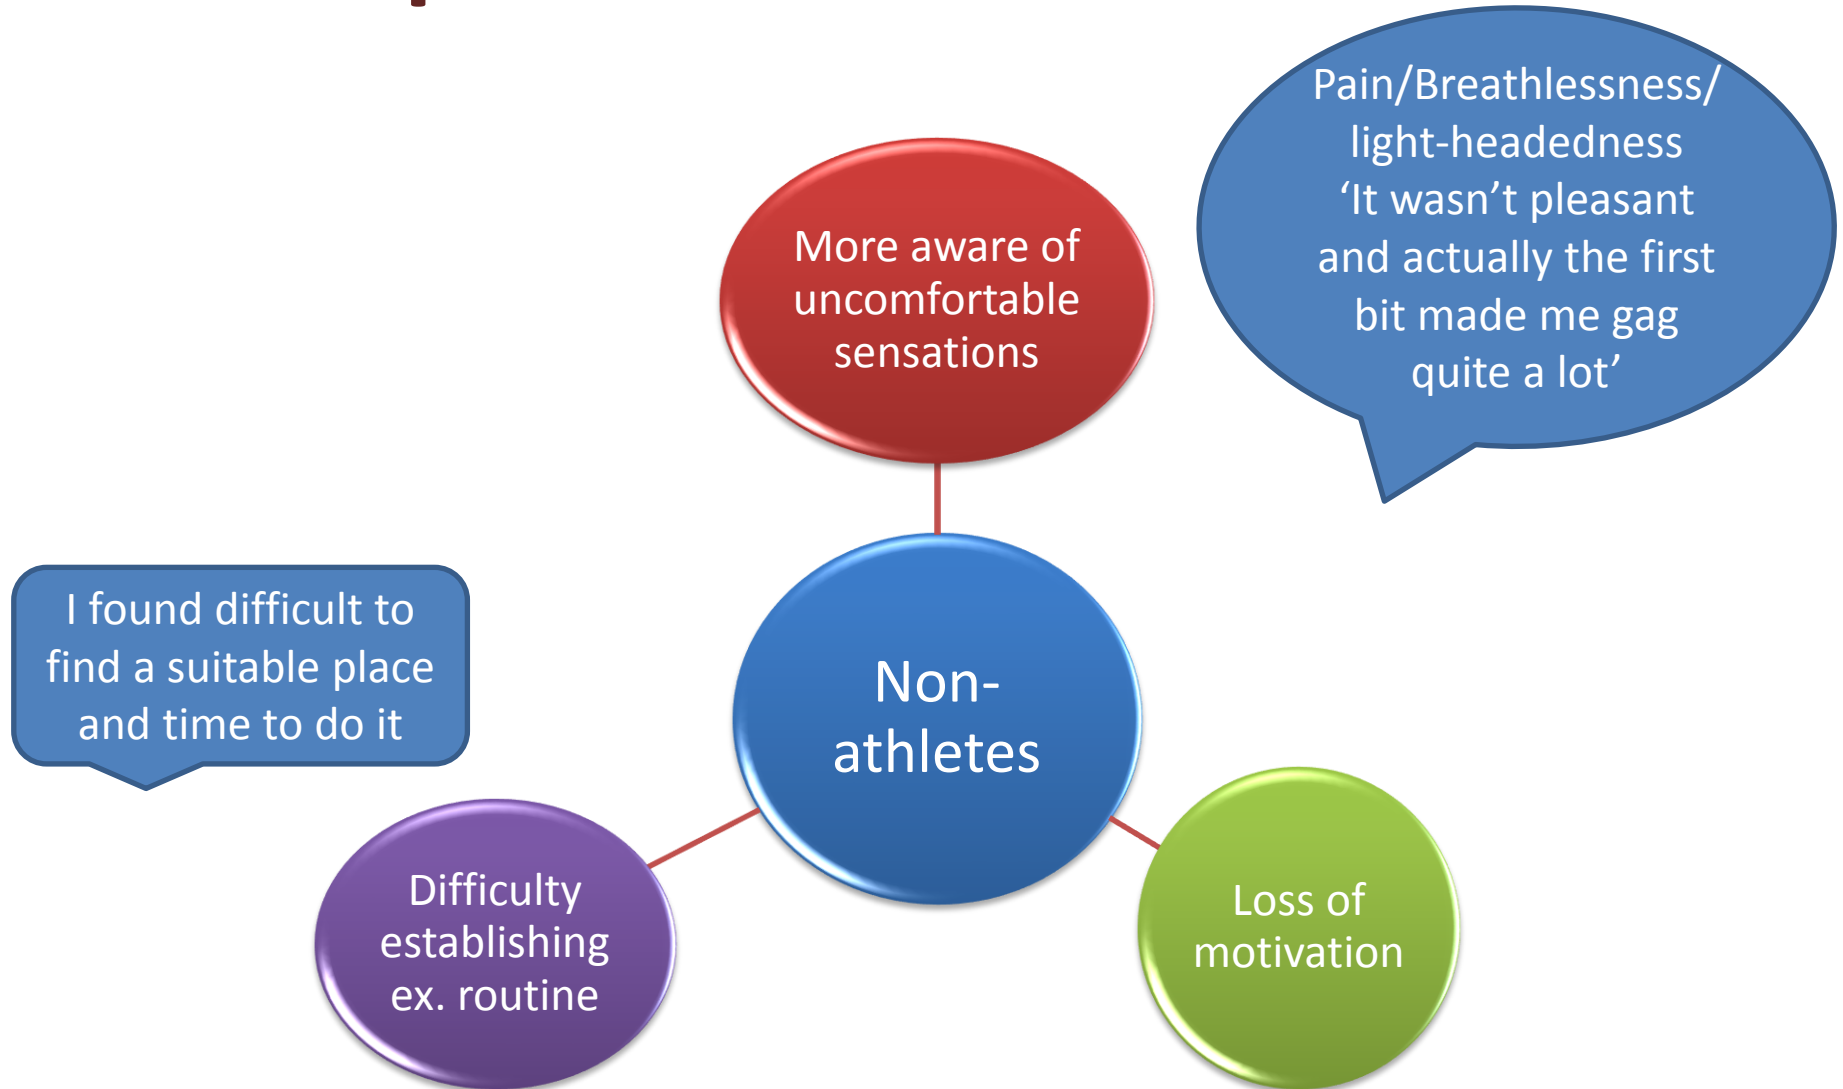 Pain/Breathlessness/
light-headedness
‘It wasn’t pleasant
and actually the first
bit made me gag
quite a lot’
More aware of
uncomfortable
sensations
I found difficult to
find a suitable place
and time to do it
Non-
athletes
Difficulty
establishing
ex. routine
Loss of
motivation